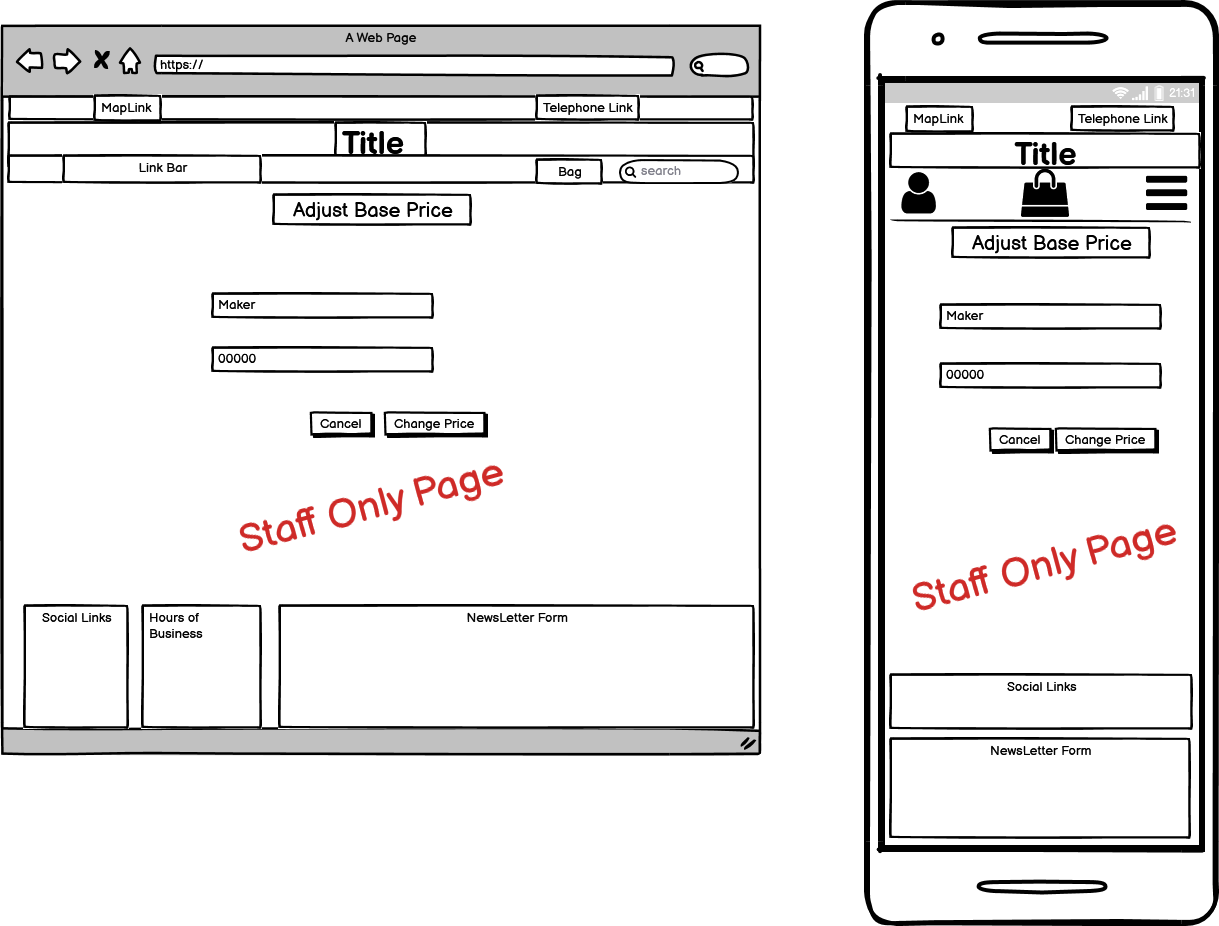 A Web Page
https://
MapLink
Telephone Link
Title
Link Bar
Bag
search
Adjust Base Price
Maker
00000
Cancel
Change Price
Staff Only Page
Social Links
Hours of
Business
NewsLetter Form
21:31
MapLink
Telephone Link
Title
Adjust Base Price
Maker
00000
Cancel
Change Price
Staff Only Page
Social Links
NewsLetter Form